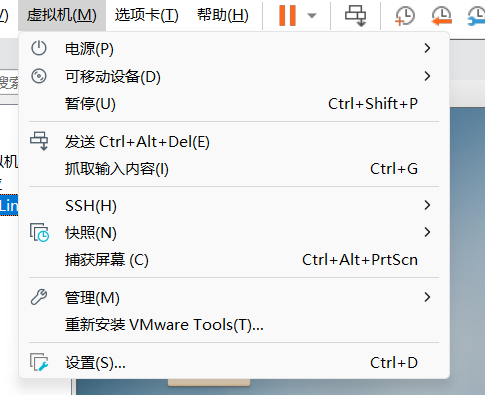 V) 虚拟机(M) 选项卡(T) 帮助(H)
电源(P)
搜索
可移动设备(D)
暂停(U) Ctrl+Shift+P
发送 Ctrl+Alt+Del(E)
抓取输入内容(I) Ctrl+G
SSH(H)
Lin
快照(N)
捕获屏幕 (C) Ctrl+Alt+PrtScn
管理(M)
重新安装 VMware Tools(T)...
设置(S)... Ctrl+D